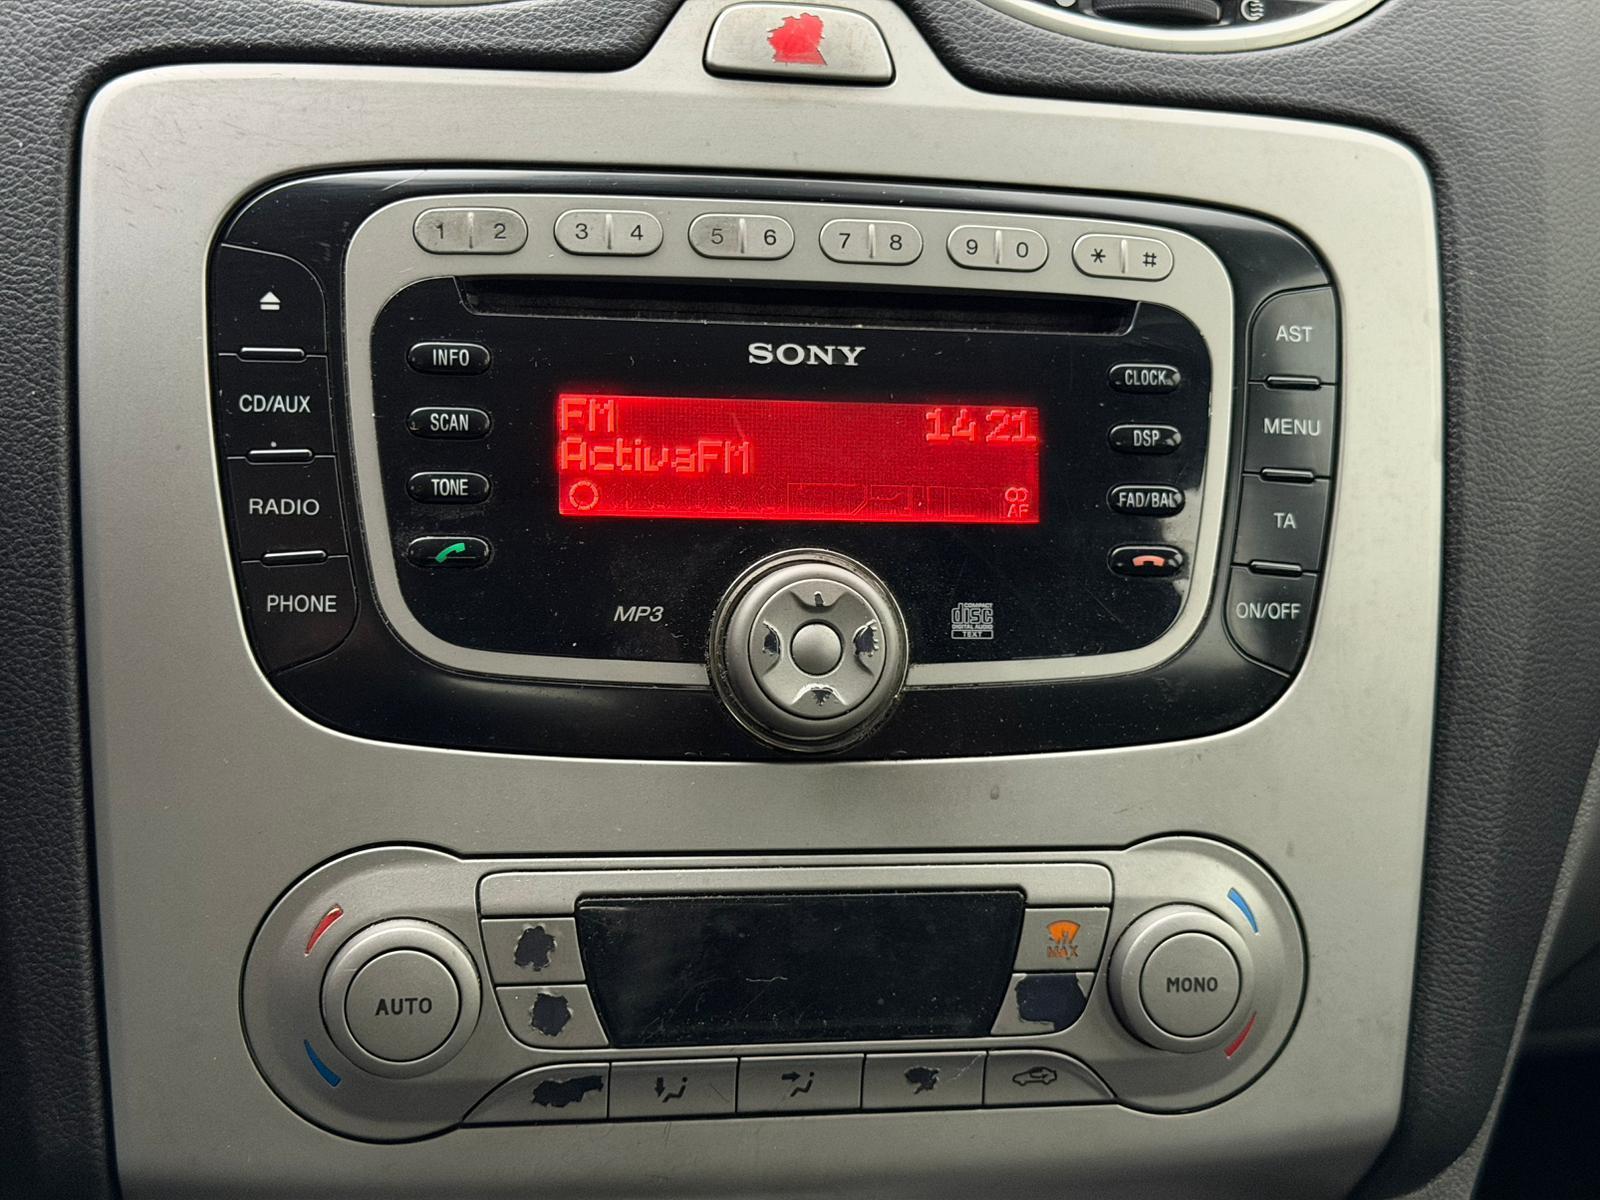 1 2 3 4 5 6 7 8 9 0 * #
SONY
INFO
SCAN
TONE
CD/AUX
RADIO
PHONE
FM 14 21
ActivaFM
AF
CLOCK
DSP
FAD/BAL
AST
MENU
TA
ON/OFF
MP3
COMPACT
disc
DIGITAL AUDIO
TEXT
AUTO
MAX
MONO